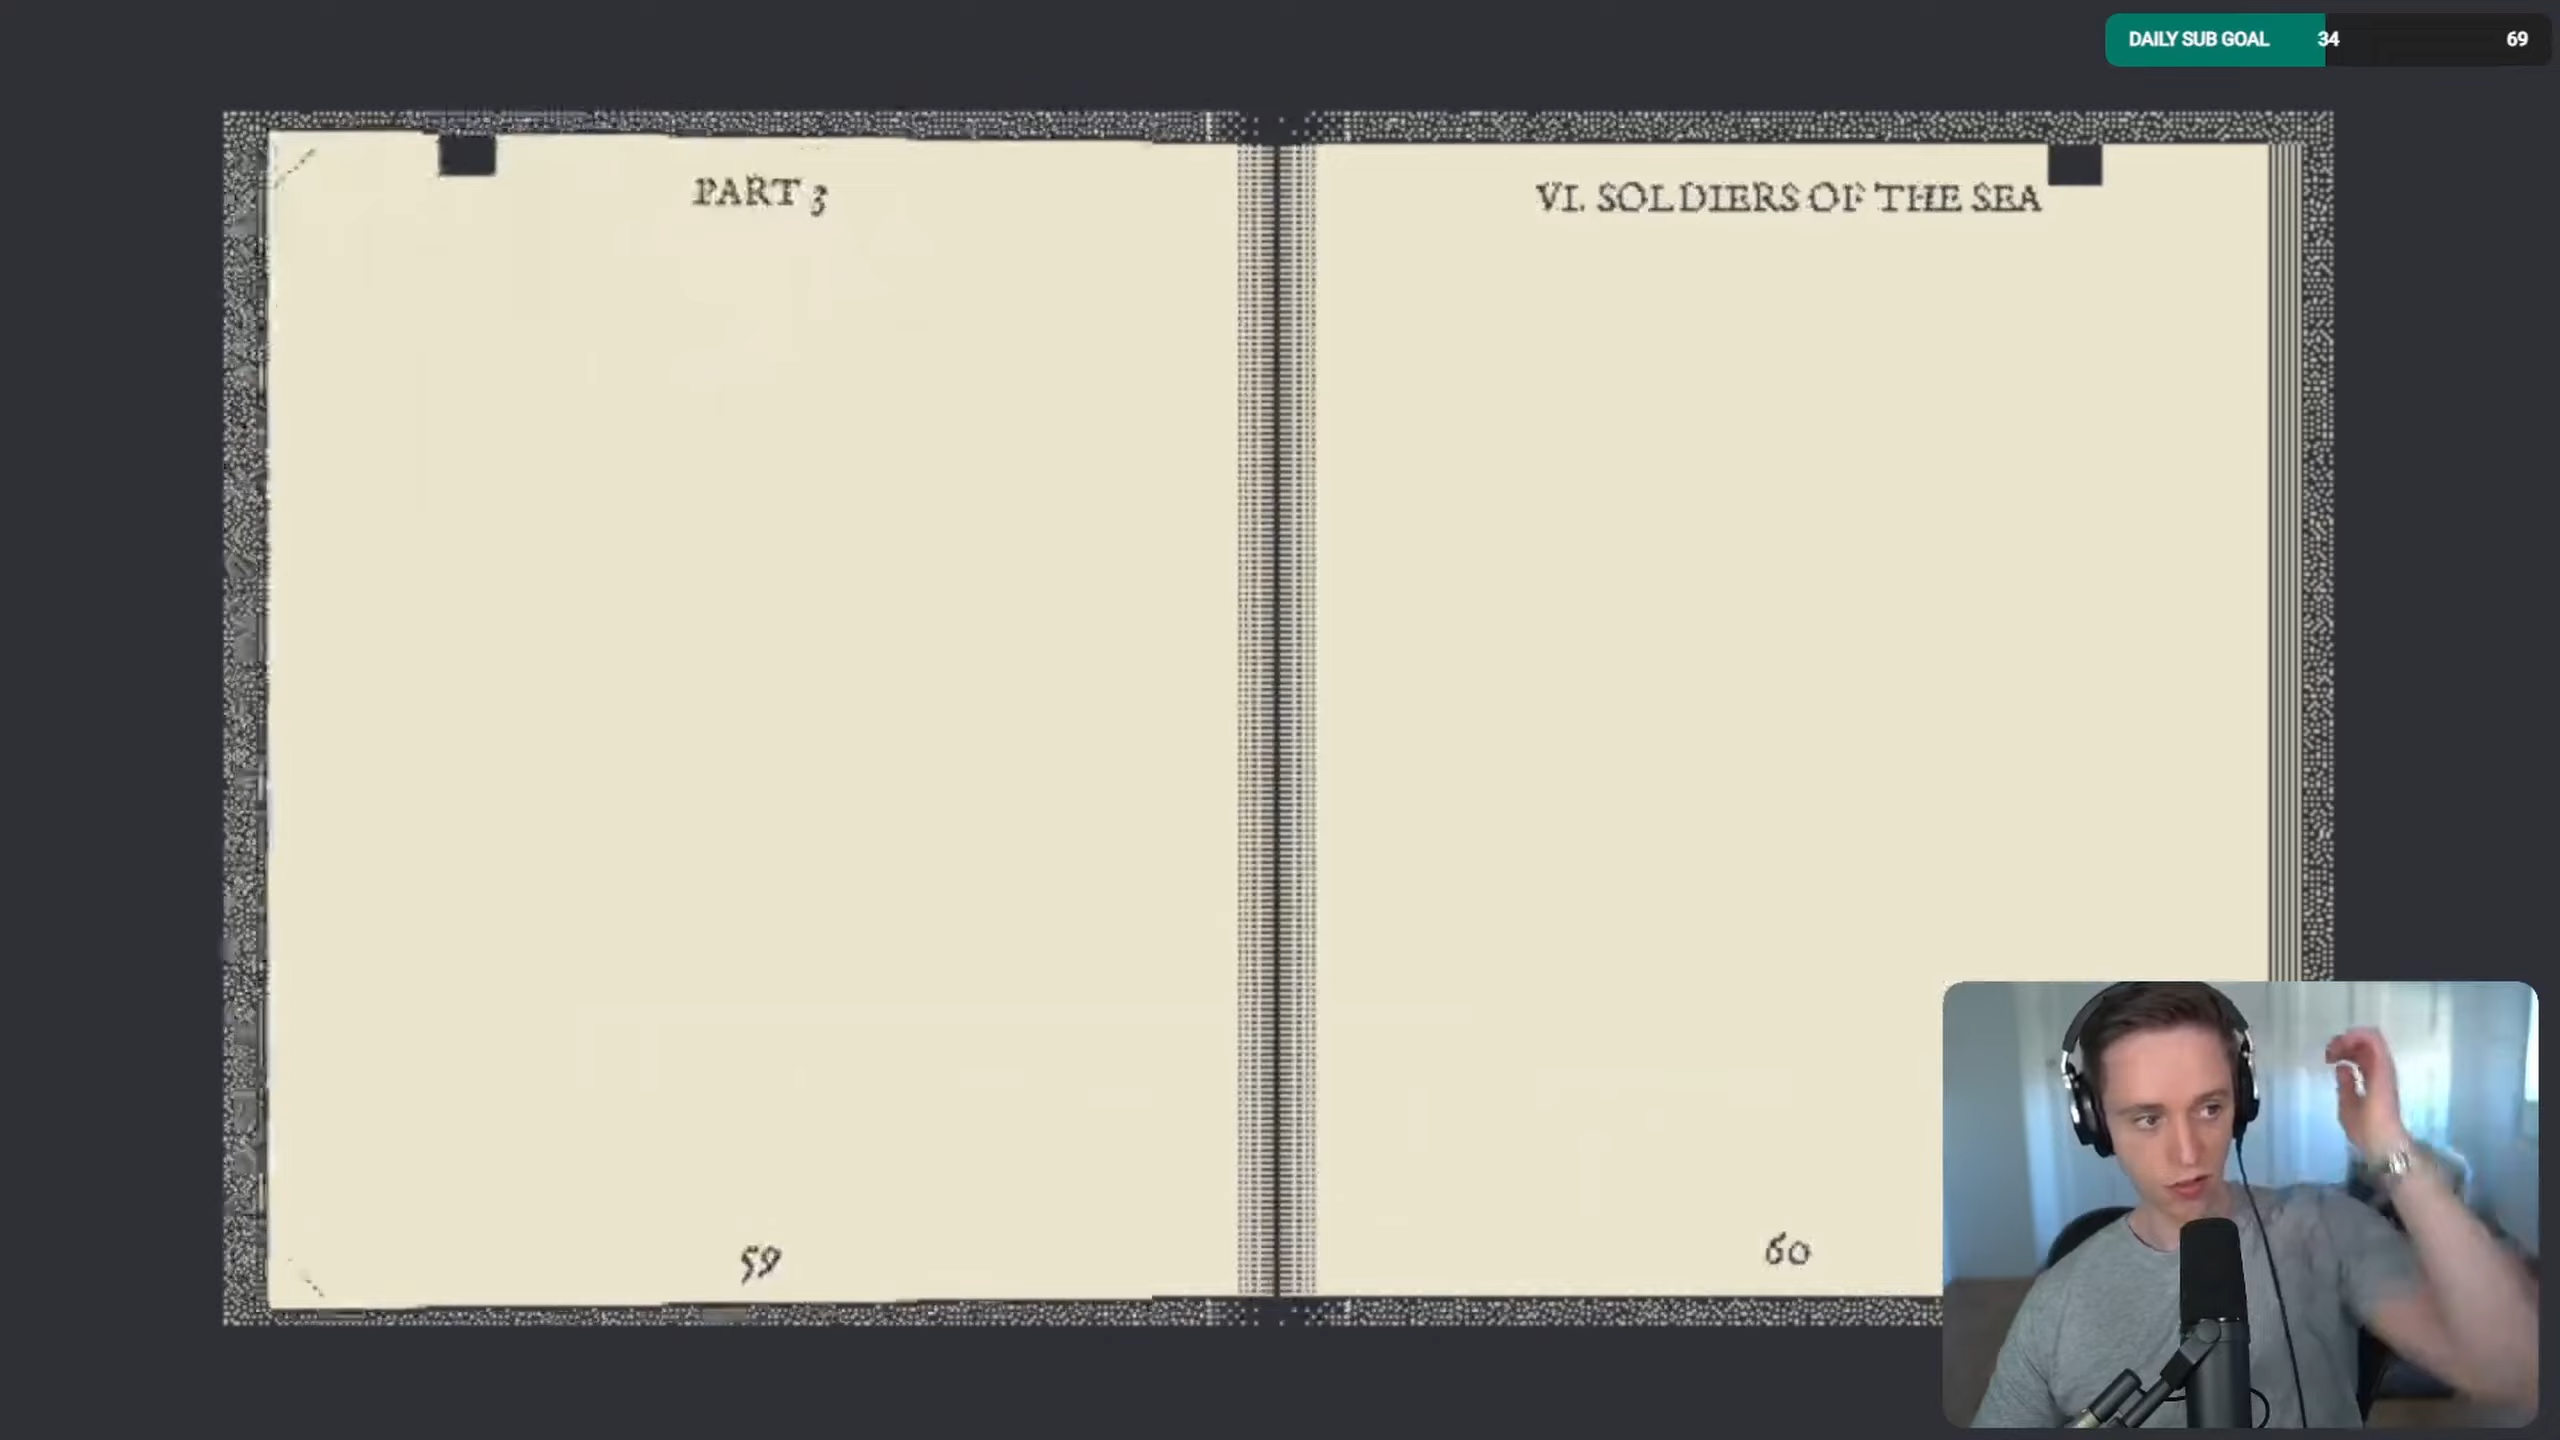 DAILY SUB GOAL 34 69
PART 3
VI. SOLDIERS OF THE SEA
59
60